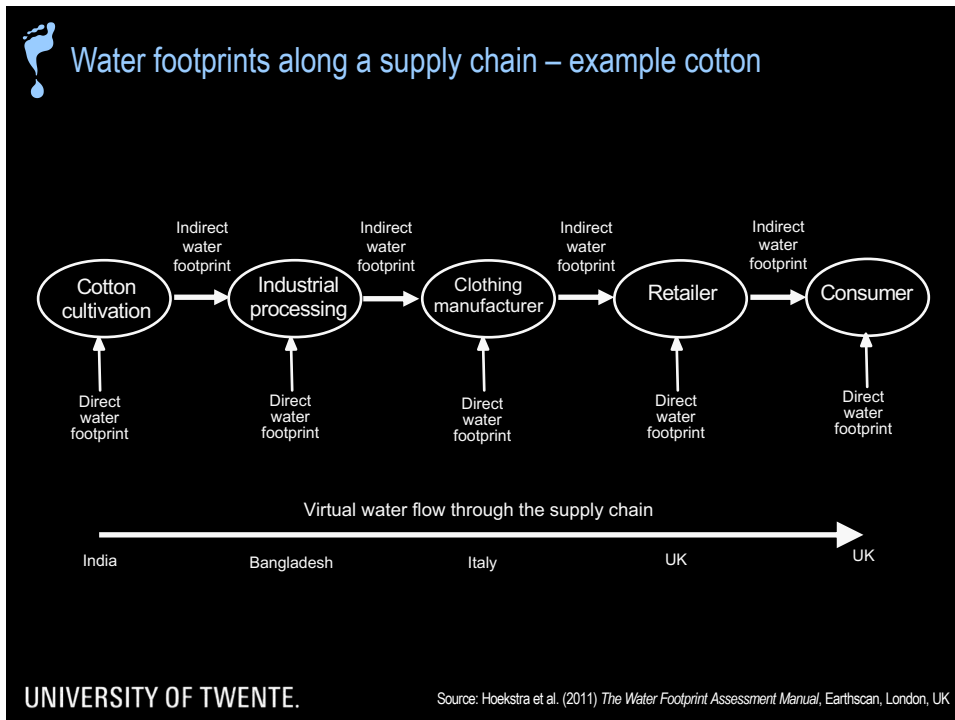 Water footprints along a supply chain – example cotton
Indirect
water
footprint
Indirect
water
footprint
Indirect
water
footprint
Indirect
water
footprint
Cotton
cultivation
Industrial
processing
Clothing
manufacturer
Retailer
Consumer
Direct
water
footprint
Direct
water
footprint
Direct
water
footprint
Direct
water
footprint
Direct
water
footprint
Virtual water flow through the supply chain
India
Bangladesh
Italy
UK
UK
UNIVERSITY OF TWENTE.
Source: Hoekstra et al. (2011) The Water Footprint Assessment Manual, Earthscan, London, UK